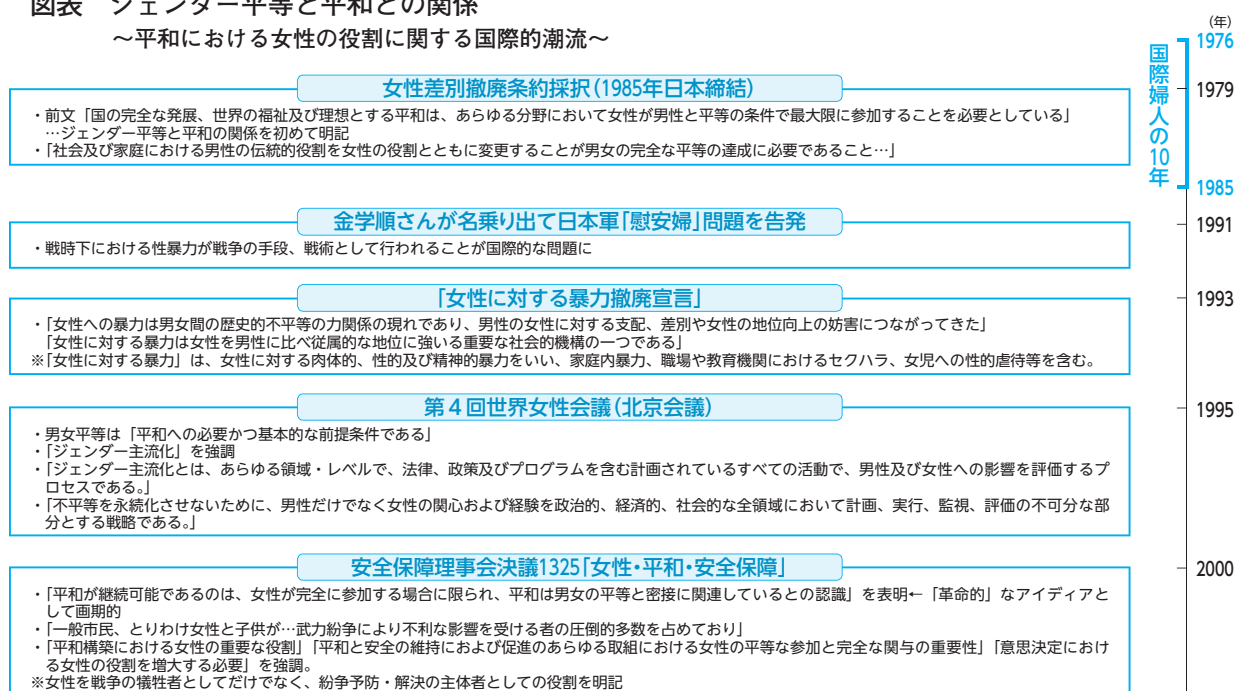 図表 ジェンダー平等と平和との関係
～平和における女性の役割に関する国際的潮流～
(年)
1976
国際婦人の10年
1985
女性差別撤廃条約採択（1985年日本締結）
1979
・前文「国の完全な発展、世界の福祉及び理想とする平和は、あらゆる分野において女性が男性と平等の条件で最大限に参加することを必要としている」
…ジェンダー平等と平和の関係を初めて明記
・「社会及び家庭における男性の伝統的役割を女性の役割とともに変更することが男女の完全な平等の達成に必要であること…」
金学順さんが名乗り出て日本軍「慰安婦」問題を告発
1991
・戦時下における性暴力が戦争の手段、戦術として行われることが国際的な問題に
「女性に対する暴力撤廃宣言」
1993
・「女性への暴力は男女間の歴史的不平等の力関係の現れであり、男性の女性に対する支配、差別や女性の地位向上の妨害につながってきた」
「女性に対する暴力は女性を男性に比べ従属的な地位に強いる重要な社会的機構の一つである」
※「女性に対する暴力」は、女性に対する肉体的、性的及び精神的暴力をいい、家庭内暴力、職場や教育機関におけるセクハラ、女児への性的虐待等を含む。
第4回世界女性会議（北京会議）
1995
・男女平等は「平和への必要かつ基本的な前提条件である」
・「ジェンダー主流化」を強調
・「ジェンダー主流化とは、あらゆる領域・レベルで、法律、政策及びプログラムを含む計画されているすべての活動で、男性及び女性への影響を評価するプ
ロセスである。」
・「不平等を永続化させないために、男性だけでなく女性の関心および経験を政治的、経済的、社会的な全領域において計画、実行、監視、評価の不可分な部
分とする戦略である。」
安全保障理事会決議1325「女性・平和・安全保障」
2000
・「平和が継続可能であるのは、女性が完全に参加する場合に限られ、平和は男女の平等と密接に関連しているとの認識」を表明←「革命的」なアイディアと
して画期的
・「一般市民、とりわけ女性と子供が…武力紛争により不利な影響を受ける者の圧倒的多数を占めており」
・「平和構築における女性の重要な役割」「平和と安全の維持および促進のあらゆる取組における女性の平等な参加と完全な関与の重要性」「意思決定におけ
る女性の役割を増大する必要」を強調。
※女性を戦争の犠牲者としてだけでなく、紛争予防・解決の主体者としての役割を明記